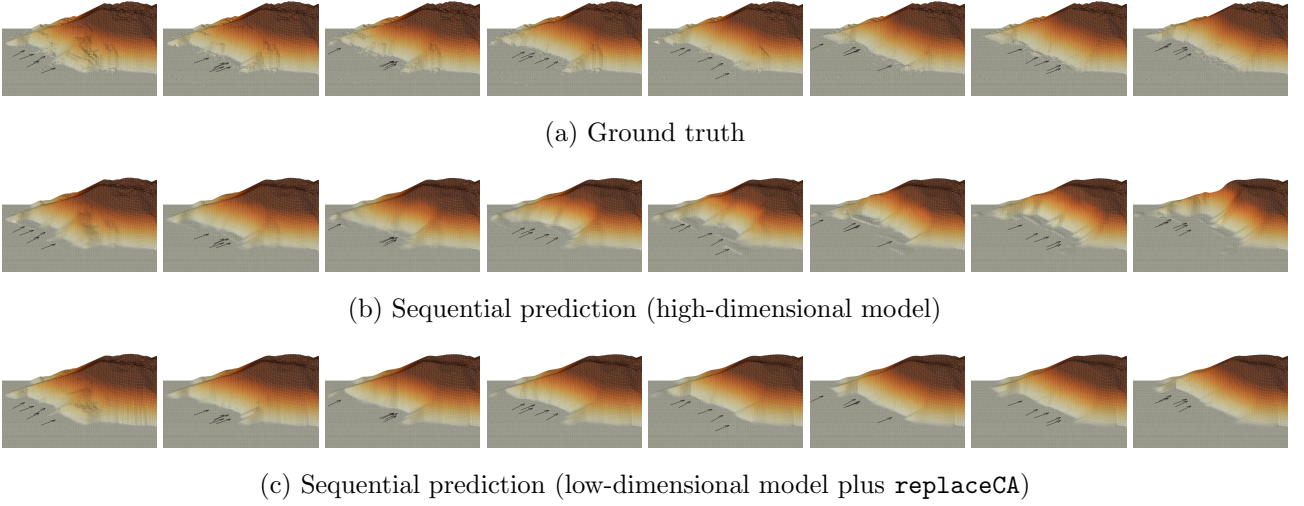 (a) Ground truth
(b) Sequential prediction (high-dimensional model)
(c) Sequential prediction (low-dimensional model plus replaceCA)